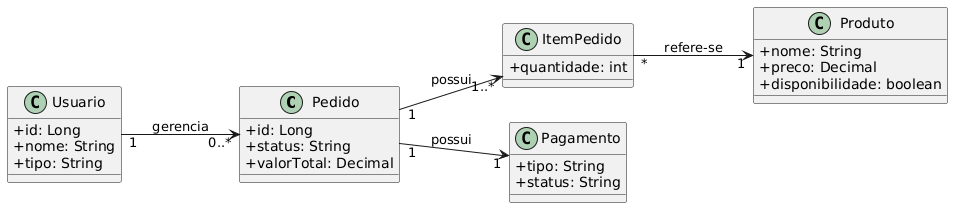 C Usuario
+id: Long
+nome: String
+tipo: String
gerencia
1
0..*
C Pedido
+id: Long
+status: String
+valorTotal: Decimal
possui
1
1..*
C ItemPedido
+quantidade: int
possui
1
1
C Pagamento
+tipo: String
+status: String
refere-se
*
1
C Produto
+nome: String
+preco: Decimal
+disponibilidade: boolean